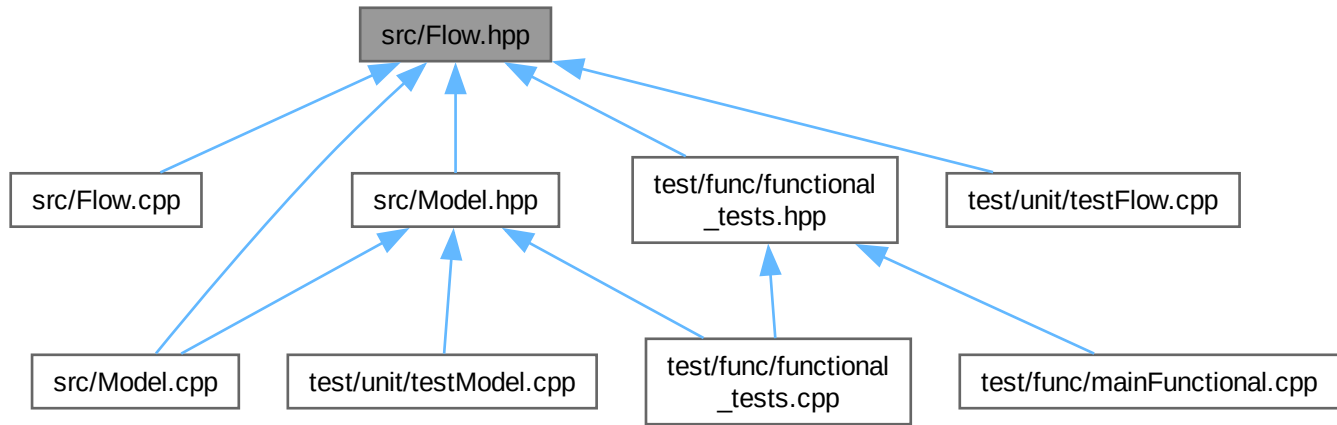 src/Flow.hpp
src/Flow.cpp
src/Model.hpp
test/func/functional
_tests.hpp
test/unit/testFlow.cpp
src/Model.cpp
test/unit/testModel.cpp
test/func/functional
_tests.cpp
test/func/mainFunctional.cpp